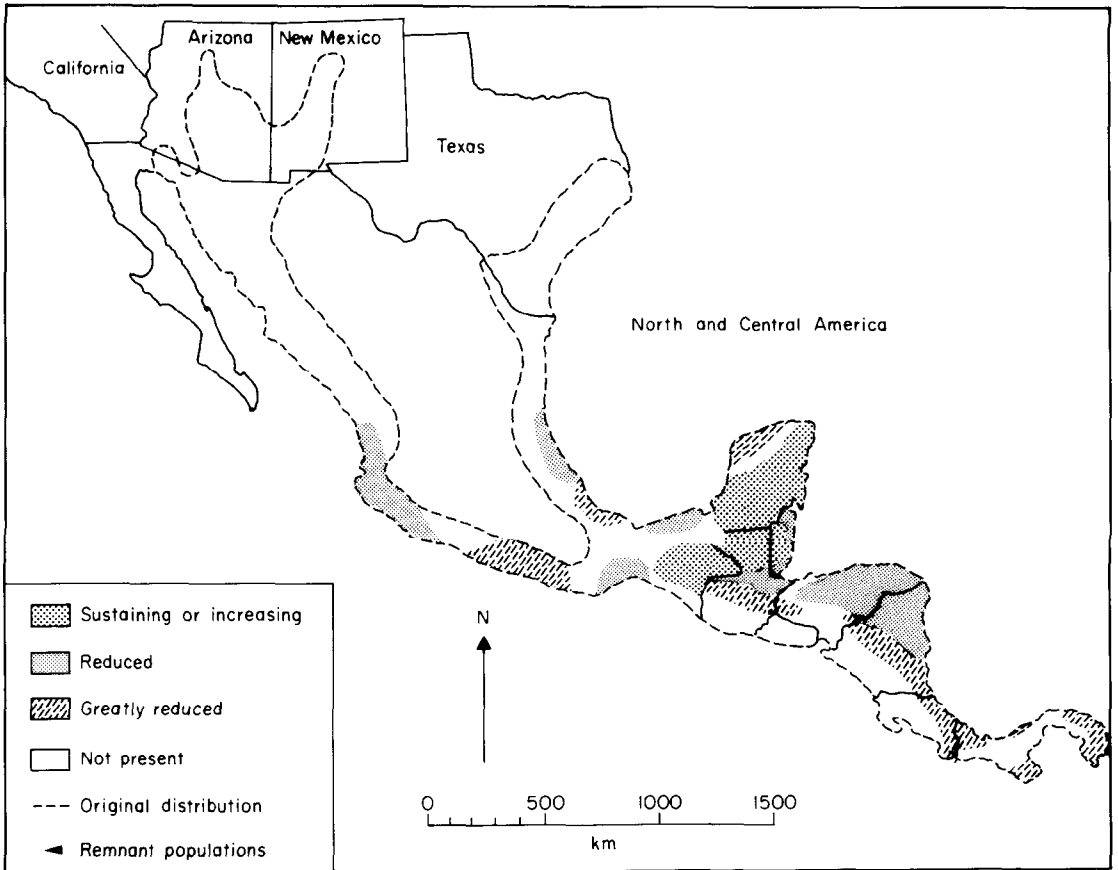 Arizona
New Mexico
California
Texas
North and Central America
Sustaining or increasing
Reduced
Greatly reduced
Not present
Original distribution
Remnant populations
N
0 500 1000 1500
km